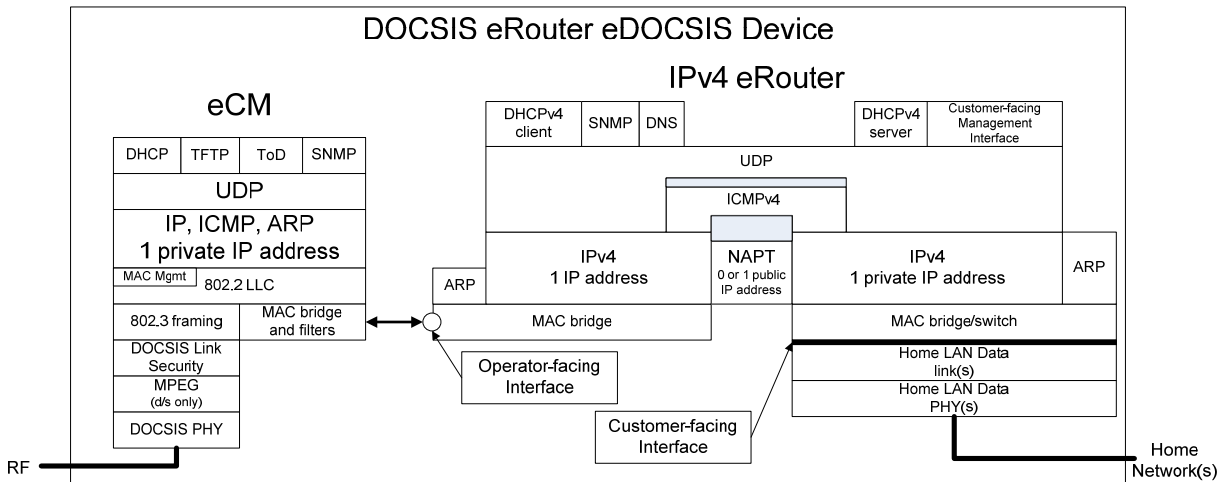 DOCSIS eRouter eDOCSIS Device
eCM
DHCP
TFTP
ToD
SNMP
UDP
IP, ICMP, ARP
1 private IP address
MAC Mgmt
802.2 LLC
802.3 framing
MAC bridge
and filters
DOCSIS Link
Security
MPEG
(d/s only)
DOCSIS PHY
RF
IPv4 eRouter
DHCPv4
client
SNMP
DNS
DHCPv4
server
Customer-facing
Management
Interface
UDP
ICMPv4
ARP
IPv4
1 IP address
NAPT
0 or 1 public
IP address
IPv4
1 private IP address
ARP
MAC bridge
MAC bridge/switch
Operator-facing
Interface
Home LAN Data
link(s)
Home LAN Data
PHY(s)
Customer-facing
Interface
Home
Network(s)